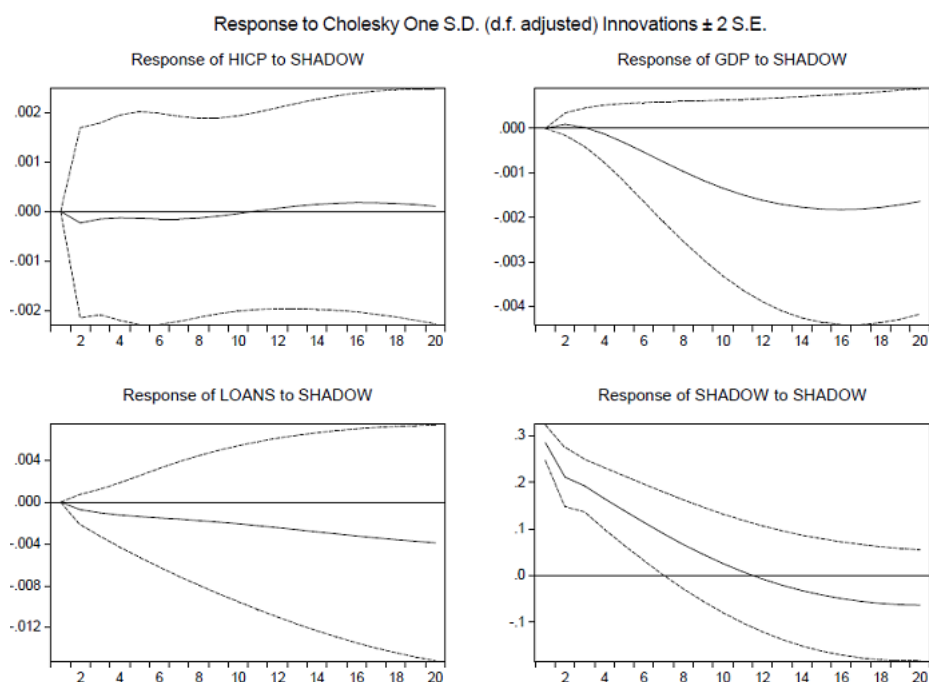 Response to Cholesky One S.D. (d.f. adjusted) Innovations ± 2 S.E.
Response of HICP to SHADOW
.002
.001
.000
-.001
-.002
2 4 6 8 10 12 14 16 18 20
Response of GDP to SHADOW
.000
-.001
-.002
-.003
-.004
2 4 6 8 10 12 14 16 18 20
Response of LOANS to SHADOW
.004
.000
-.004
-.008
-.012
2 4 6 8 10 12 14 16 18 20
Response of SHADOW to SHADOW
.3
.2
.1
.0
-.1
2 4 6 8 10 12 14 16 18 20